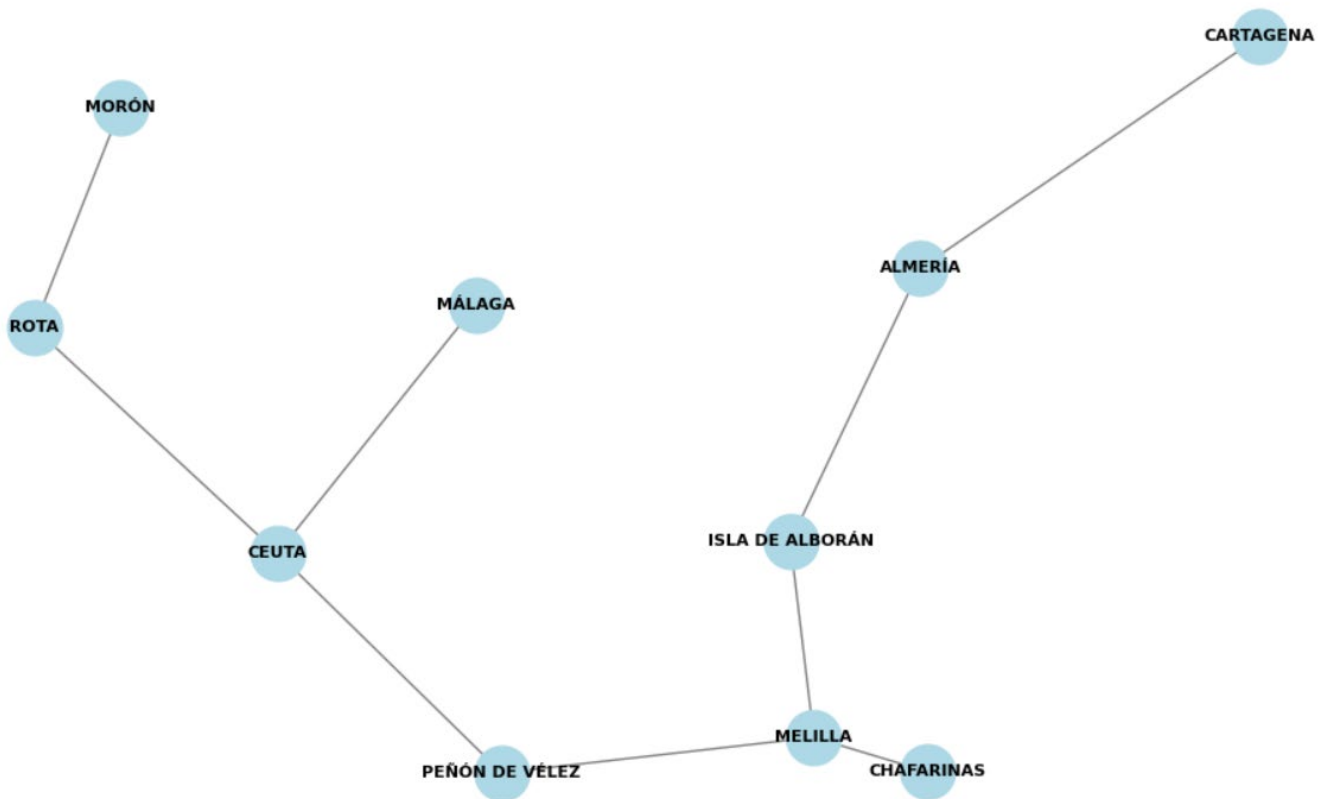 CARTAGENA
MORÓN
ALMERÍA
MÁLAGA
ROTA
ISLA DE ALBORÁN
CEUTA
MELILLA
PEÑÓN DE VÉLEZ
CHAFARINAS